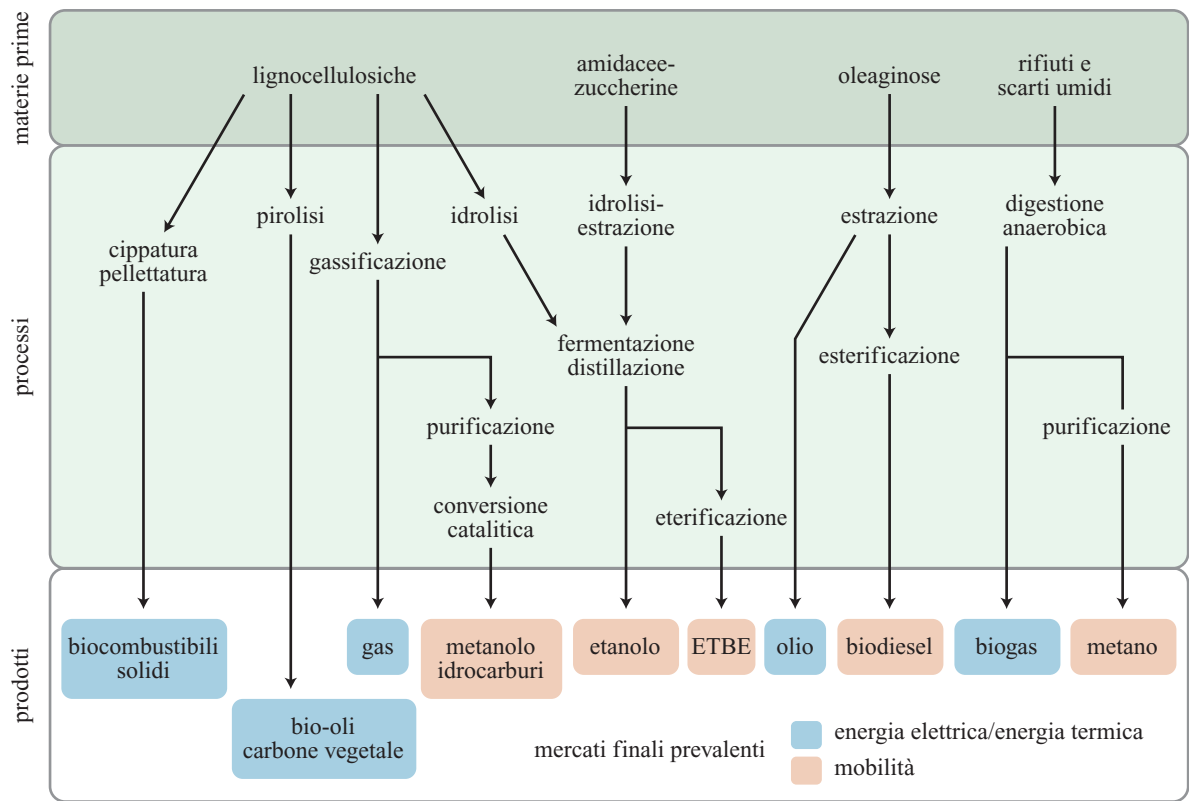 materie prime
lignocellulosiche
amidacee-
zuccherine
oleaginose
rifiuti e
scarti umidi
processi
cippatura
pellettatura
pirolisi
gassificazione
idrolisi
idrolisi-
estrazione
estrazione
digestione
anaerobica
fermentazione
distillazione
esterificazione
purificazione
purificazione
conversione
catalitica
eterificazione
prodotti
biocombustibili
solidi
bio-oli
carbone vegetale
gas
metanolo
idrocarburi
etanolo
ETBE
olio
biodiesel
biogas
metano
mercati finali prevalenti
energia elettrica/energia termica
mobilità